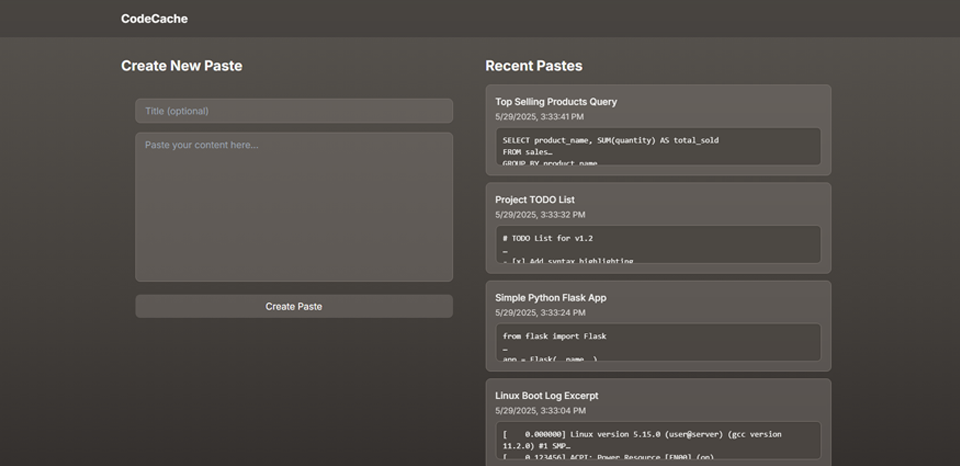 CodeCache
Create New Paste
Title (optional)
Paste your content here...
Create Paste
Recent Pastes
Top Selling Products Query
5/29/2025, 3:33:41 PM
SELECT product_name, SUM(quantity) AS total_sold
FROM sales…
GROUP BY product_name
Project TODO List
5/29/2025, 3:33:32 PM
# TODO List for v1.2
…
- [x] Add syntax highlighting
Simple Python Flask App
5/29/2025, 3:33:24 PM
from flask import Flask
…
app = Flask(__name__)
Linux Boot Log Excerpt
5/29/2025, 3:33:04 PM
[    0.000000] Linux version 5.15.0 (user@server) (gcc version
11.2.0) #1 SMP…
[    0.123456] ACPI: Power Resource [FN00] (on)